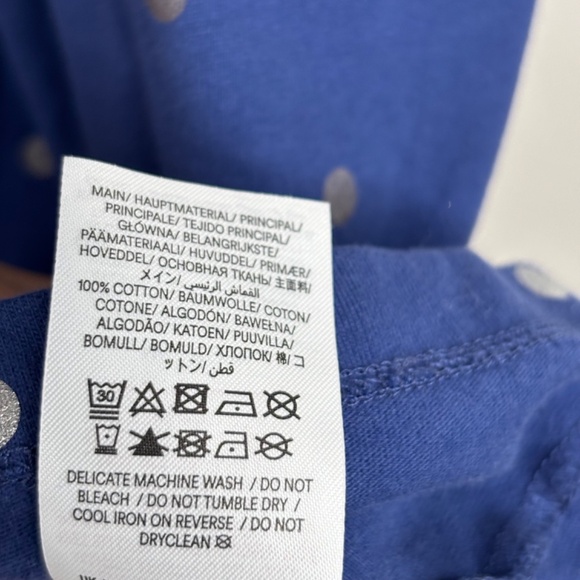 MAIN/ HAUPTMATERIAL/ PRINCIPAL/
PRINCIPALE/ TEJIDO PRINCIPAL/
GŁÓWNA/ BELANGRIJKSTE/
PÄÄMATERIAALI/ HUVUDDEL/ PRIMÆR/
HOVEDDEL/ ОСНОВНАЯ ТКАНЬ/ 主面料/
メイン/ القماش الرئيسي/
100% COTTON/ BAUMWOLLE/ COTON/
COTONE/ ALGODÓN/ BAWEŁNA/
ALGODÃO/ KATOEN/ PUUVILLA/
BOMULL/ BOMULD/ ХЛОПОК/ 棉/ コ
ットン/ قطن/
30
DELICATE MACHINE WASH / DO NOT
BLEACH / DO NOT TUMBLE DRY /
COOL IRON ON REVERSE / DO NOT
DRYCLEAN